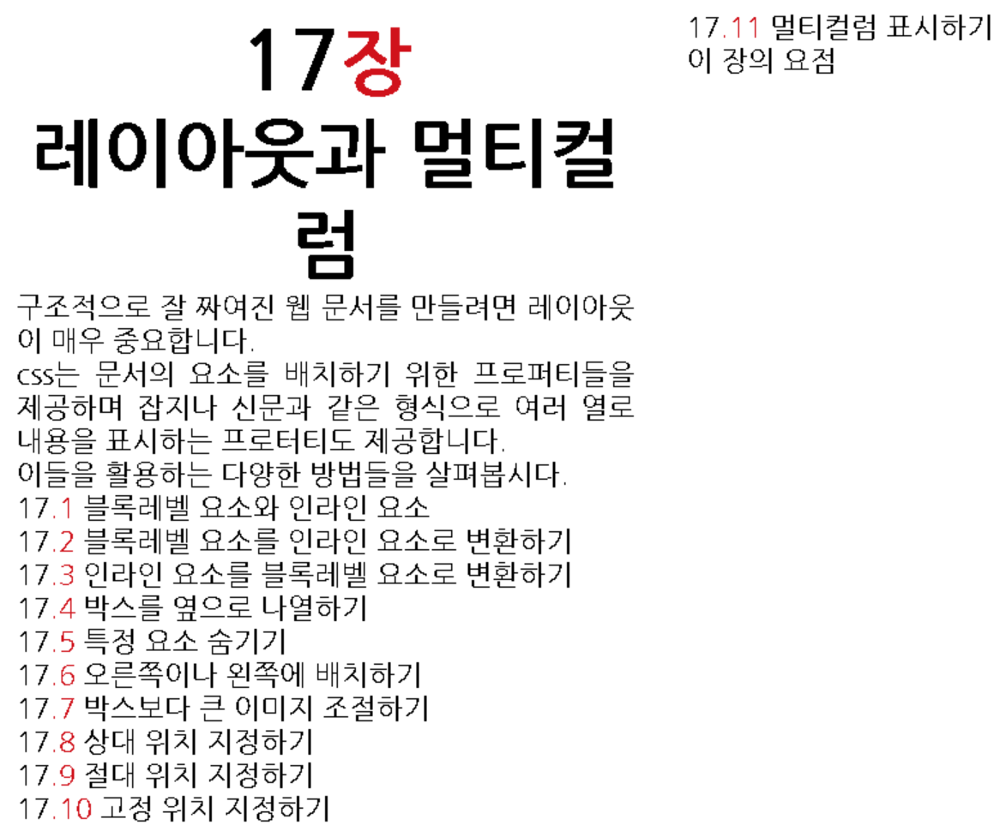 17장
레이아웃과 멀티컬
럼
구조적으로 잘 짜여진 웹 문서를 만들려면 레이아웃
이 매우 중요합니다.
css는 문서의 요소를 배치하기 위한 프로퍼티들을
제공하며 잡지나 신문과 같은 형식으로 여러 열로
내용을 표시하는 프로터티도 제공합니다.
이들을 활용하는 다양한 방법들을 살펴봅시다.
17.1 블록레벨 요소와 인라인 요소
17.2 블록레벨 요소를 인라인 요소로 변환하기
17.3 인라인 요소를 블록레벨 요소로 변환하기
17.4 박스를 옆으로 나열하기
17.5 특정 요소 숨기기
17.6 오른쪽이나 왼쪽에 배치하기
17.7 박스보다 큰 이미지 조절하기
17.8 상대 위치 지정하기
17.9 절대 위치 지정하기
17.10 고정 위치 지정하기
17.11 멀티컬럼 표시하기
이 장의 요점